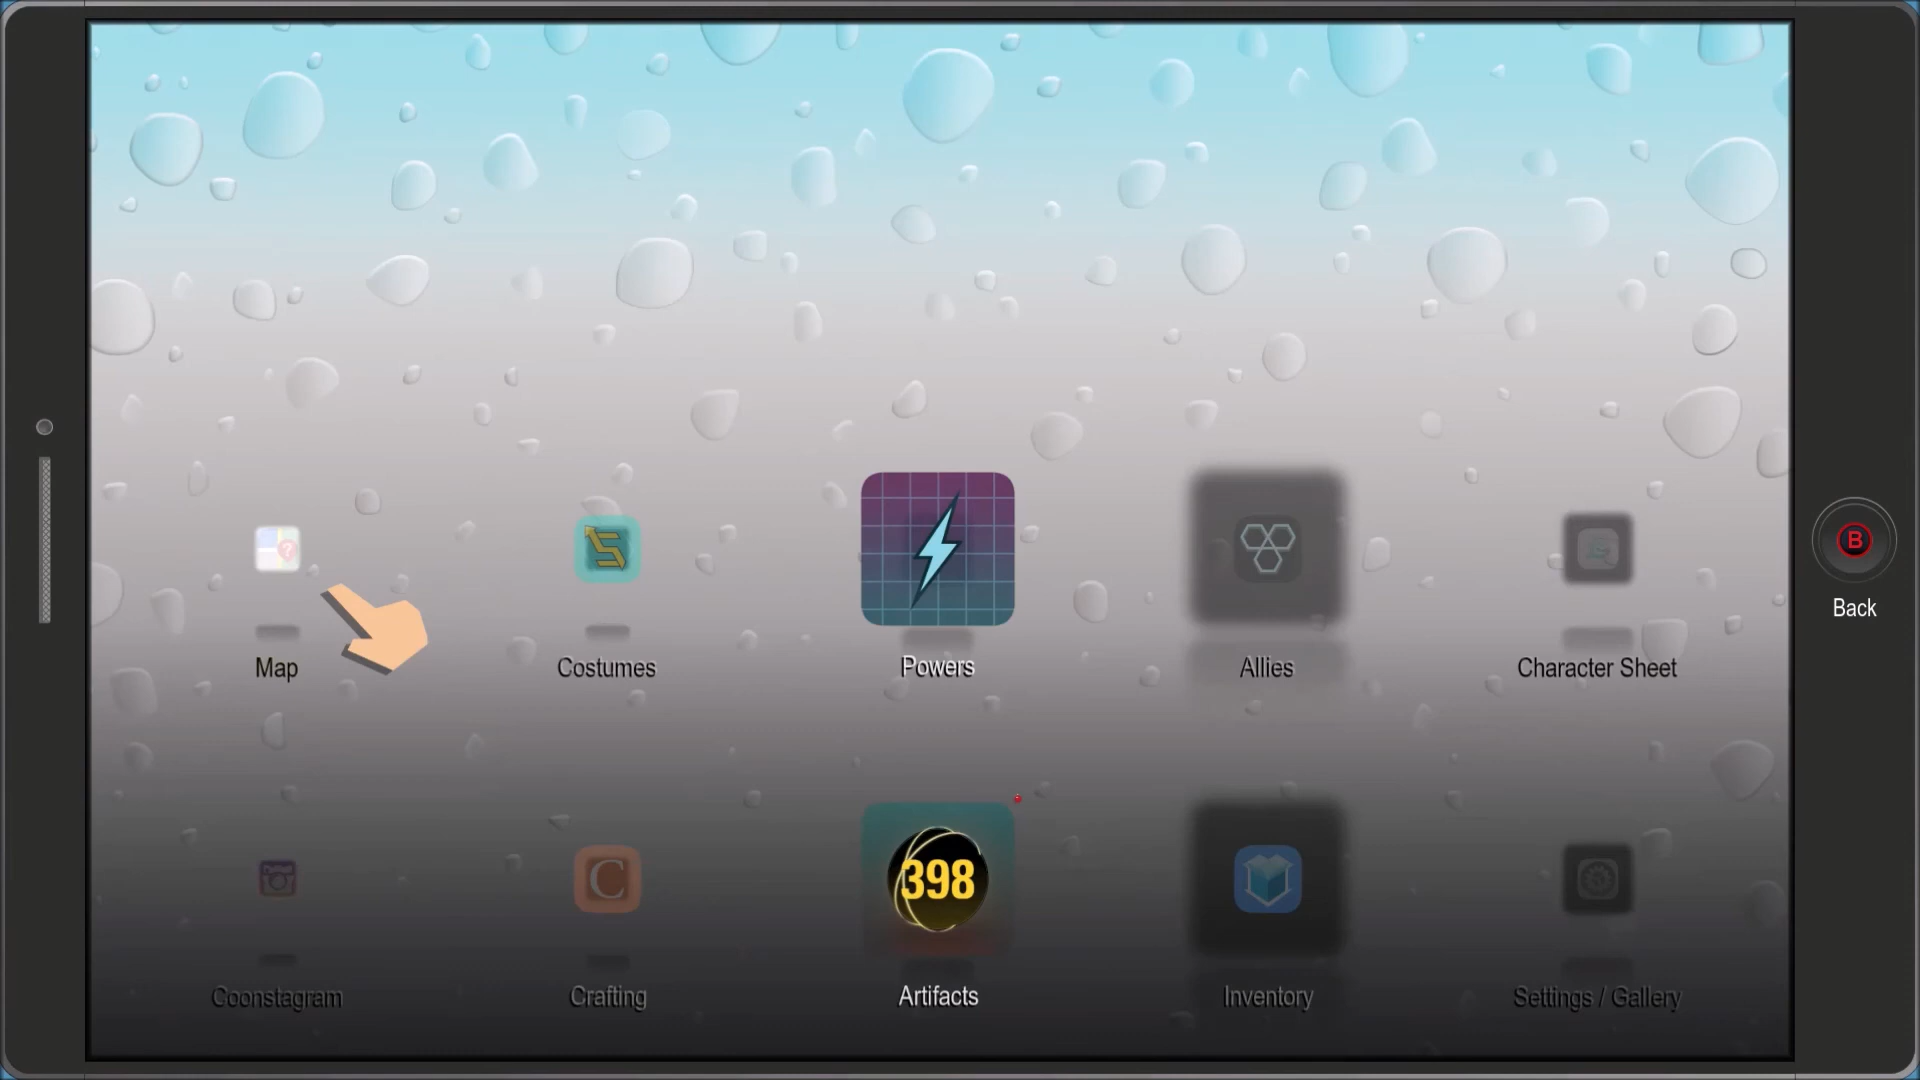 ?
B
Map
Costumes
Powers
Allies
Character Sheet
Back
C
398
Coonstagram
Crafting
Artifacts
Inventory
Settings / Gallery